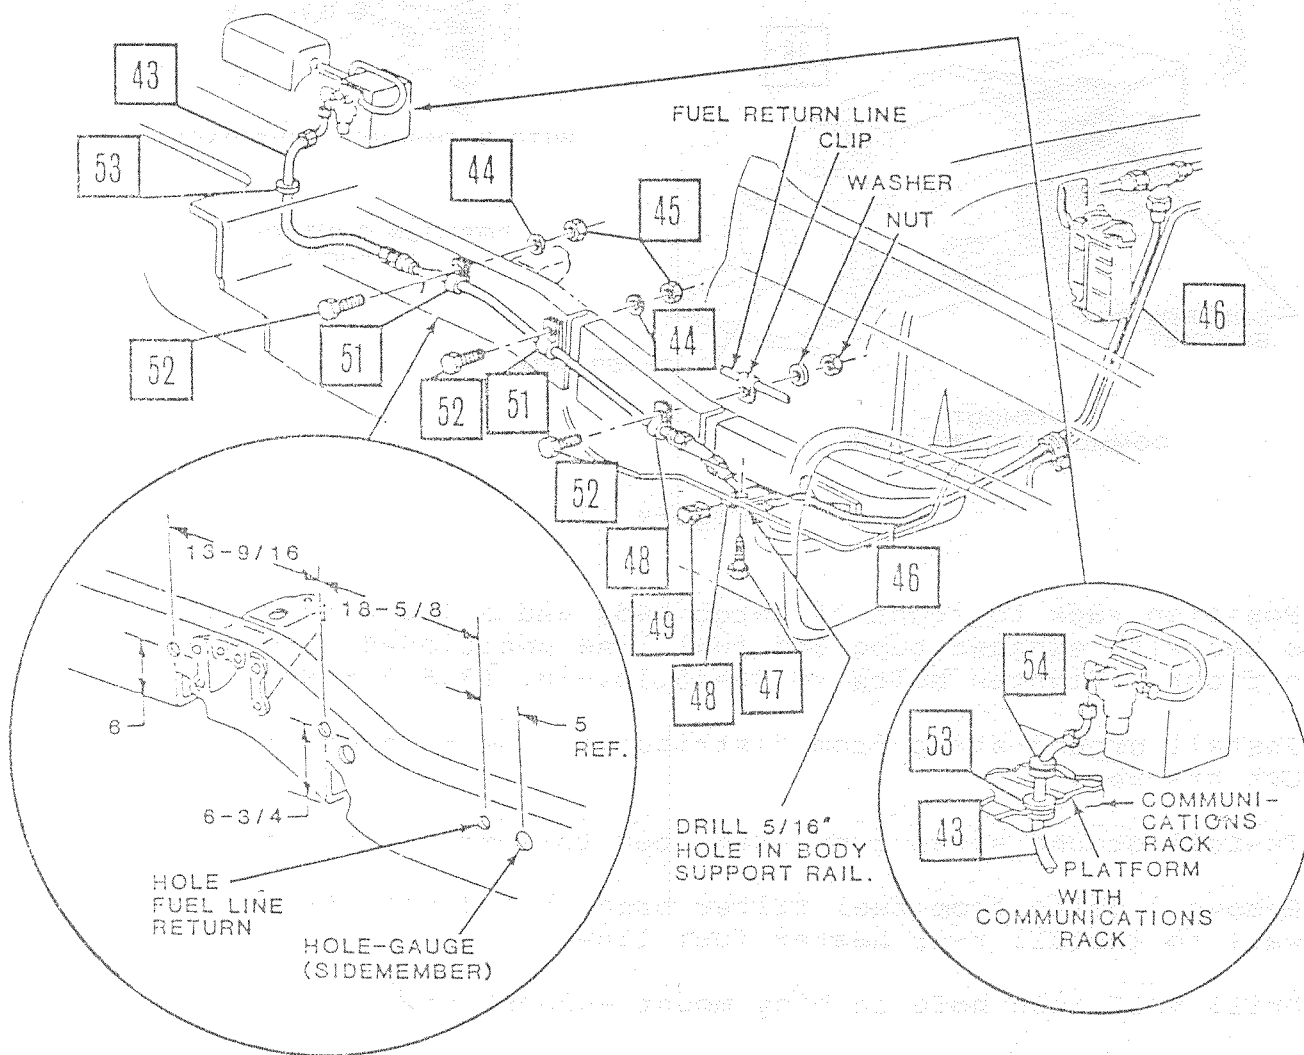 43
FUEL RETURN LINE
CLIP
53
44
WASHER
45
NUT
46
44
52
51
52
51
52
13-9/16
18-5/8
48
46
49
54
48
47
6
5
REF.
53
6-3/4
COMMUNI-
CATIONS
RACK
DRILL 5/16"
HOLE IN BODY
SUPPORT RAIL.
43
PLATFORM
WITH
COMMUNICATIONS
RACK
HOLE
FUEL LINE
RETURN
HOLE-GAUGE
(SIDEMEMBER)